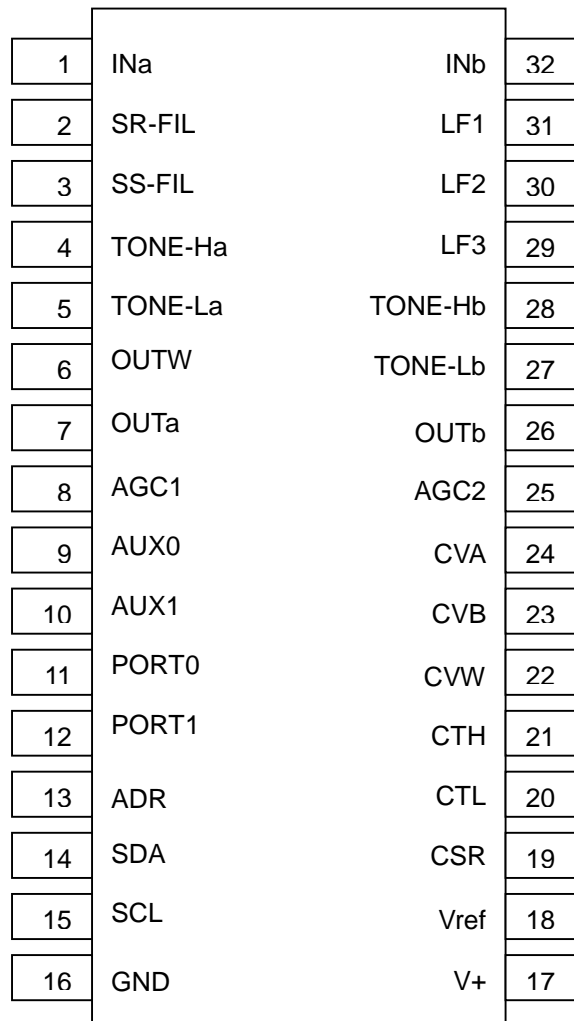 1 INa INb 32
2 SR-FIL LF1 31
3 SS-FIL LF2 30
4 TONE-Ha LF3 29
5 TONE-La TONE-Hb 28
6 OUTW TONE-Lb 27
7 OUTa OUTb 26
8 AGC1 AGC2 25
9 AUX0 CVA 24
10 AUX1 CVB 23
11 PORT0 CVW 22
12 PORT1 CTH 21
13 ADR CTL 20
14 SDA CSR 19
15 SCL Vref 18
16 GND V+ 17